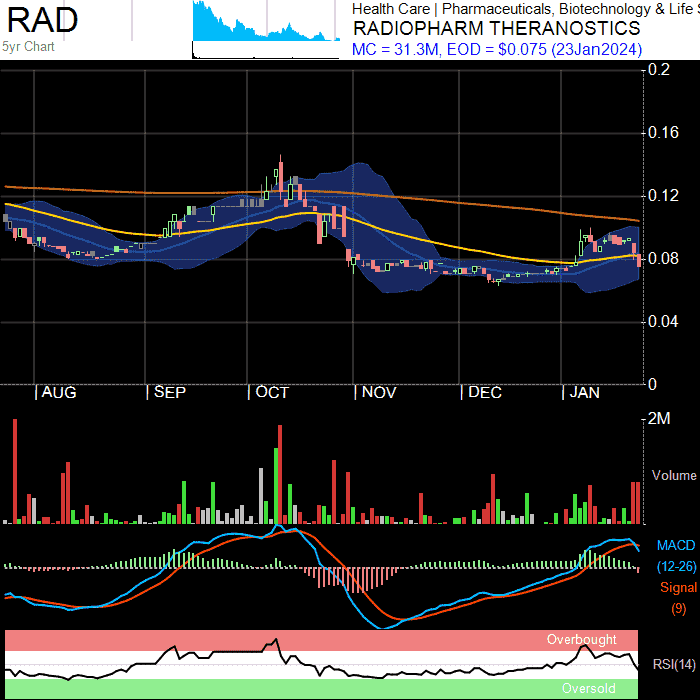 RAD
5yr Chart
Health Care | Pharmaceuticals, Biotechnology & Life S
RADIOPHARM THERANOSTICS
MC = 31.3M, EOD = $0.075 (23Jan2024)
0.2
0.16
0.12
0.08
0.04
0
| AUG | SEP | OCT | NOV | DEC | JAN
2M
Volume
MACD
(12-26)
Signal
(9)
Overbought
RSI(14)
Oversold